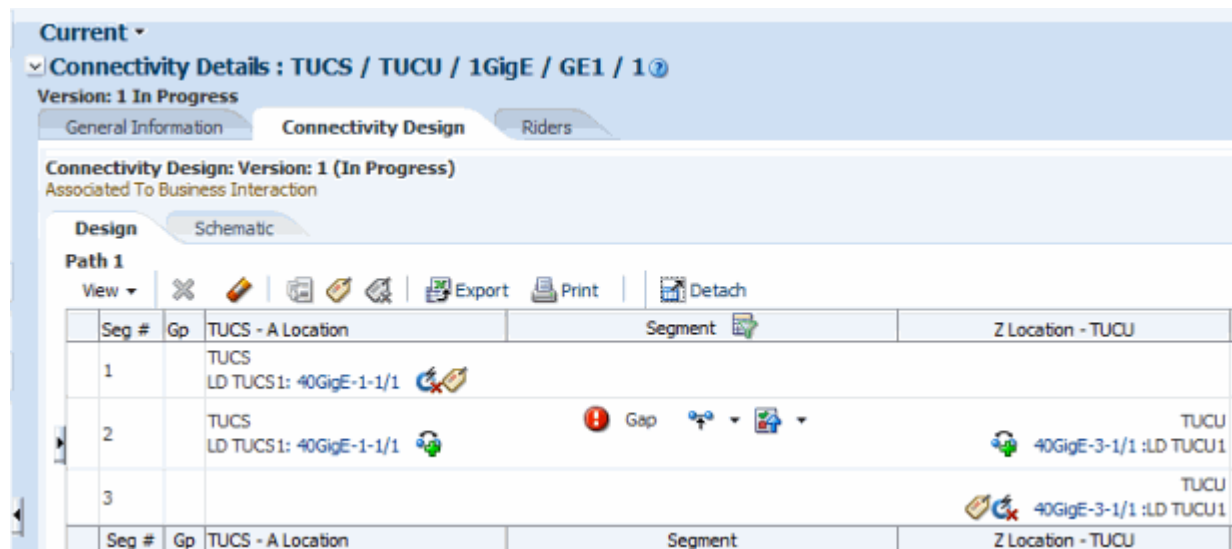 Current
Connectivity Details : TUCS / TUCU / 1GigE / GE1 / 1
Version: 1 In Progress
General Information Connectivity Design Riders
Connectivity Design: Version: 1 (In Progress)
Associated To Business Interaction
Design Schematic
Path 1
View Export Print Detach
Seg # Gp TUCS - A Location Segment Z Location - TUCU
1 TUCS
LD TUCS1: 40GigE-1-1/1
2 TUCS Gap TUCU
LD TUCS1: 40GigE-1-1/1 40GigE-3-1/1 :LD TUCU1
3 TUCU
40GigE-3-1/1 :LD TUCU1
Seg # Gp TUCS - A Location Segment Z Location - TUCU